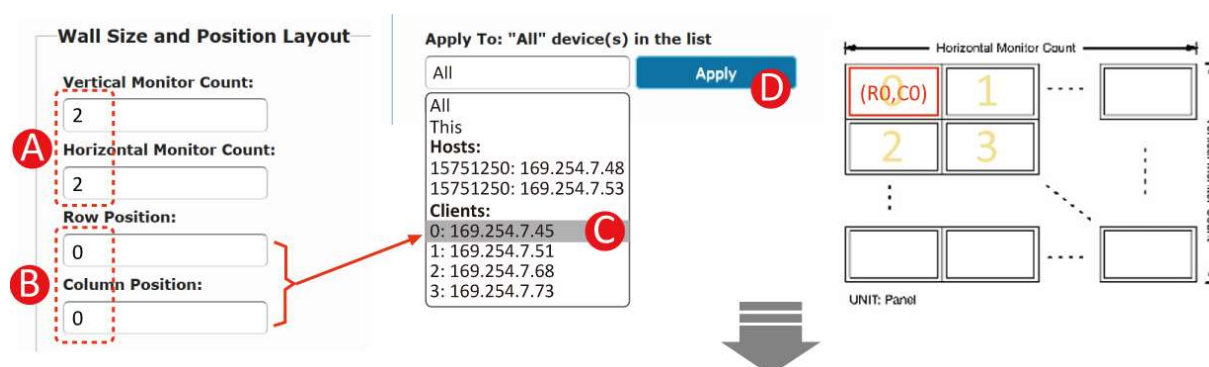 Wall Size and Position Layout
Vertical Monitor Count:
2
A
Horizontal Monitor Count:
2
Row Position:
0
B
Column Position:
0
Apply To: "All" device(s) in the list
All
Apply
D
All
This
Hosts:
15751250: 169.254.7.48
15751250: 169.254.7.53
Clients:
0: 169.254.7.45
C
1: 169.254.7.51
2: 169.254.7.68
3: 169.254.7.73
Horizontal Monitor Count
(R0,C0)
0
1
2
3
UNIT: Panel